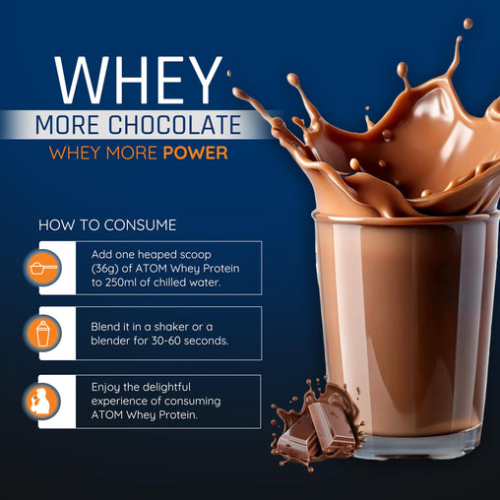 WHEY
MORE CHOCOLATE
WHEY MORE POWER
HOW TO CONSUME
Add one heaped scoop
(36g) of ATOM Whey Protein
to 250ml of chilled water.
Blend it in a shaker or a
blender for 30-60 seconds.
Enjoy the delightful
experience of consuming
ATOM Whey Protein.